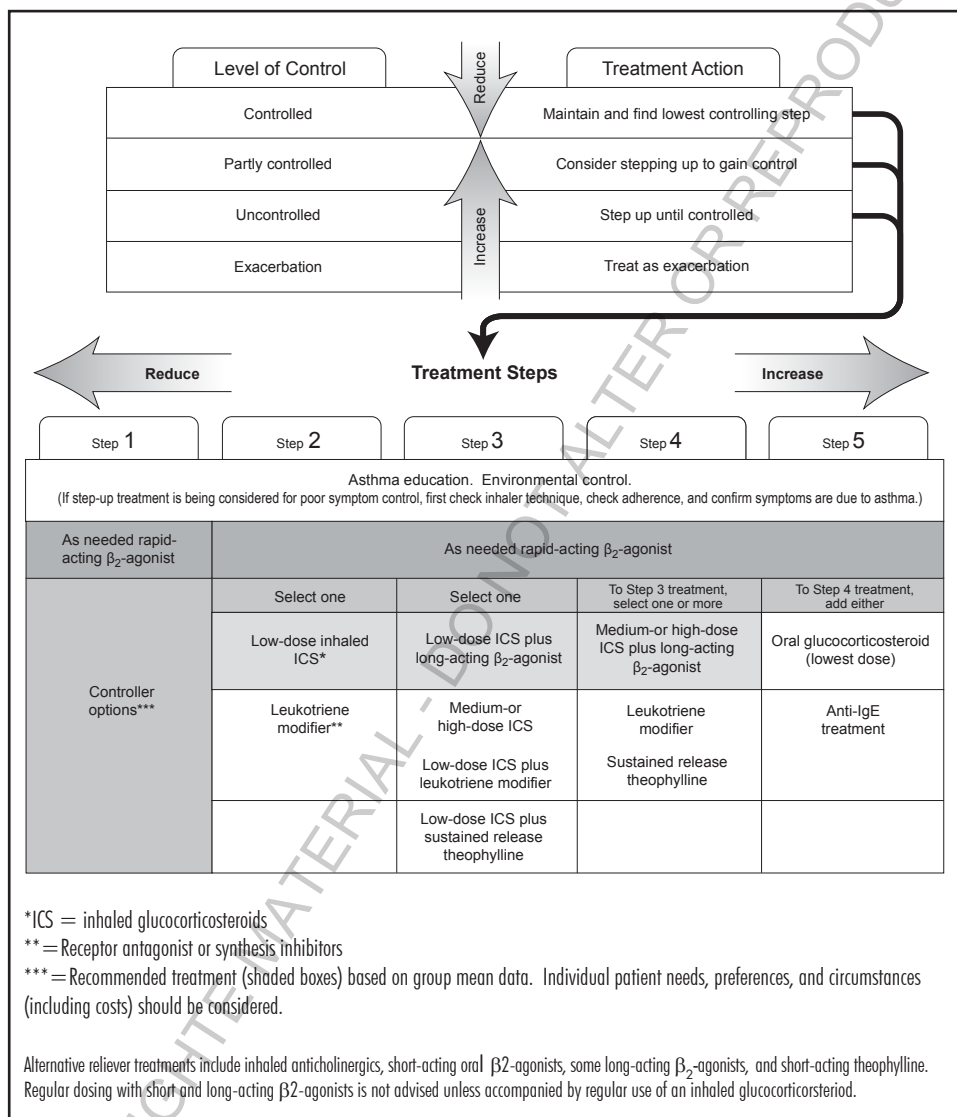 Level of Control
Reduce
Treatment Action
Controlled
Maintain and find lowest controlling step
Partly controlled
Consider stepping up to gain control
Uncontrolled
Increase
Step up until controlled
Exacerbation
Treat as exacerbation
Reduce
Treatment Steps
Increase
Step 1
Step 2
Step 3
Step 4
Step 5
Asthma education. Environmental control.
(If step-up treatment is being considered for poor symptom control, first check inhaler technique, check adherence, and confirm symptoms are due to asthma.)
As needed rapid-
acting β₂-agonist
As needed rapid-acting β₂-agonist
Controller
options***
Select one
Select one
To Step 3 treatment,
select one or more
To Step 4 treatment,
add either
Low-dose inhaled
ICS*
Low-dose ICS plus
long-acting β₂-agonist
Medium-or high-dose
ICS plus long-acting
β₂-agonist
Oral glucocorticosteroid
(lowest dose)
Leukotriene
modifier**
Medium-or
high-dose ICS
Leukotriene
modifier
Anti-IgE
treatment
Low-dose ICS plus
leukotriene modifier
Sustained release
theophylline
Low-dose ICS plus
sustained release
theophylline
*ICS = inhaled glucocorticosteroids
**=Receptor antagonist or synthesis inhibitors
***=Recommended treatment (shaded boxes) based on group mean data. Individual patient needs, preferences, and circumstances
(including costs) should be considered.
Alternative reliever treatments include inhaled anticholinergics, short-acting oral β2-agonists, some long-acting β₂-agonists, and short-acting theophylline.
Regular dosing with short and long-acting β2-agonists is not advised unless accompanied by regular use of an inhaled glucocorticorsteriod.
MATERIAL - DO NOT ALTER OR